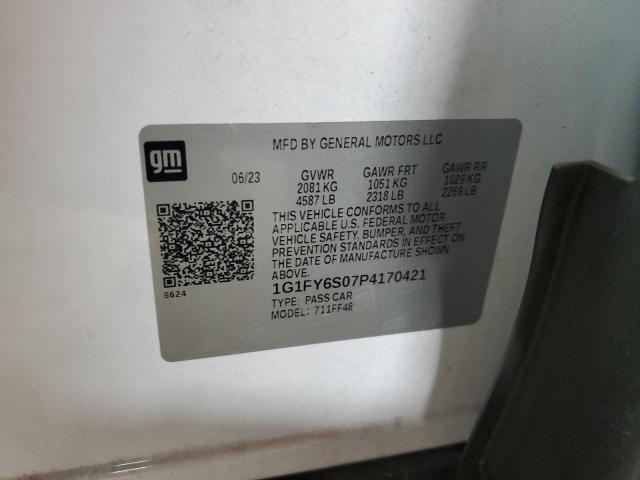 MFD BY GENERAL MOTORS LLC
gm
06/23 GVWR GAWR FRT GAWR RR
2081 KG 1051 KG 1029 KG
4587 LB 2318 LB 2269 LB
THIS VEHICLE CONFORMS TO ALL
APPLICABLE U.S. FEDERAL MOTOR
VEHICLE SAFETY, BUMPER, AND THEFT
PREVENTION STANDARDS IN EFFECT ON
THE DATE OF MANUFACTURE SHOWN
ABOVE.
1G1FY6S07P4170421
S624
TYPE: PASS CAR
MODEL: 711FF48